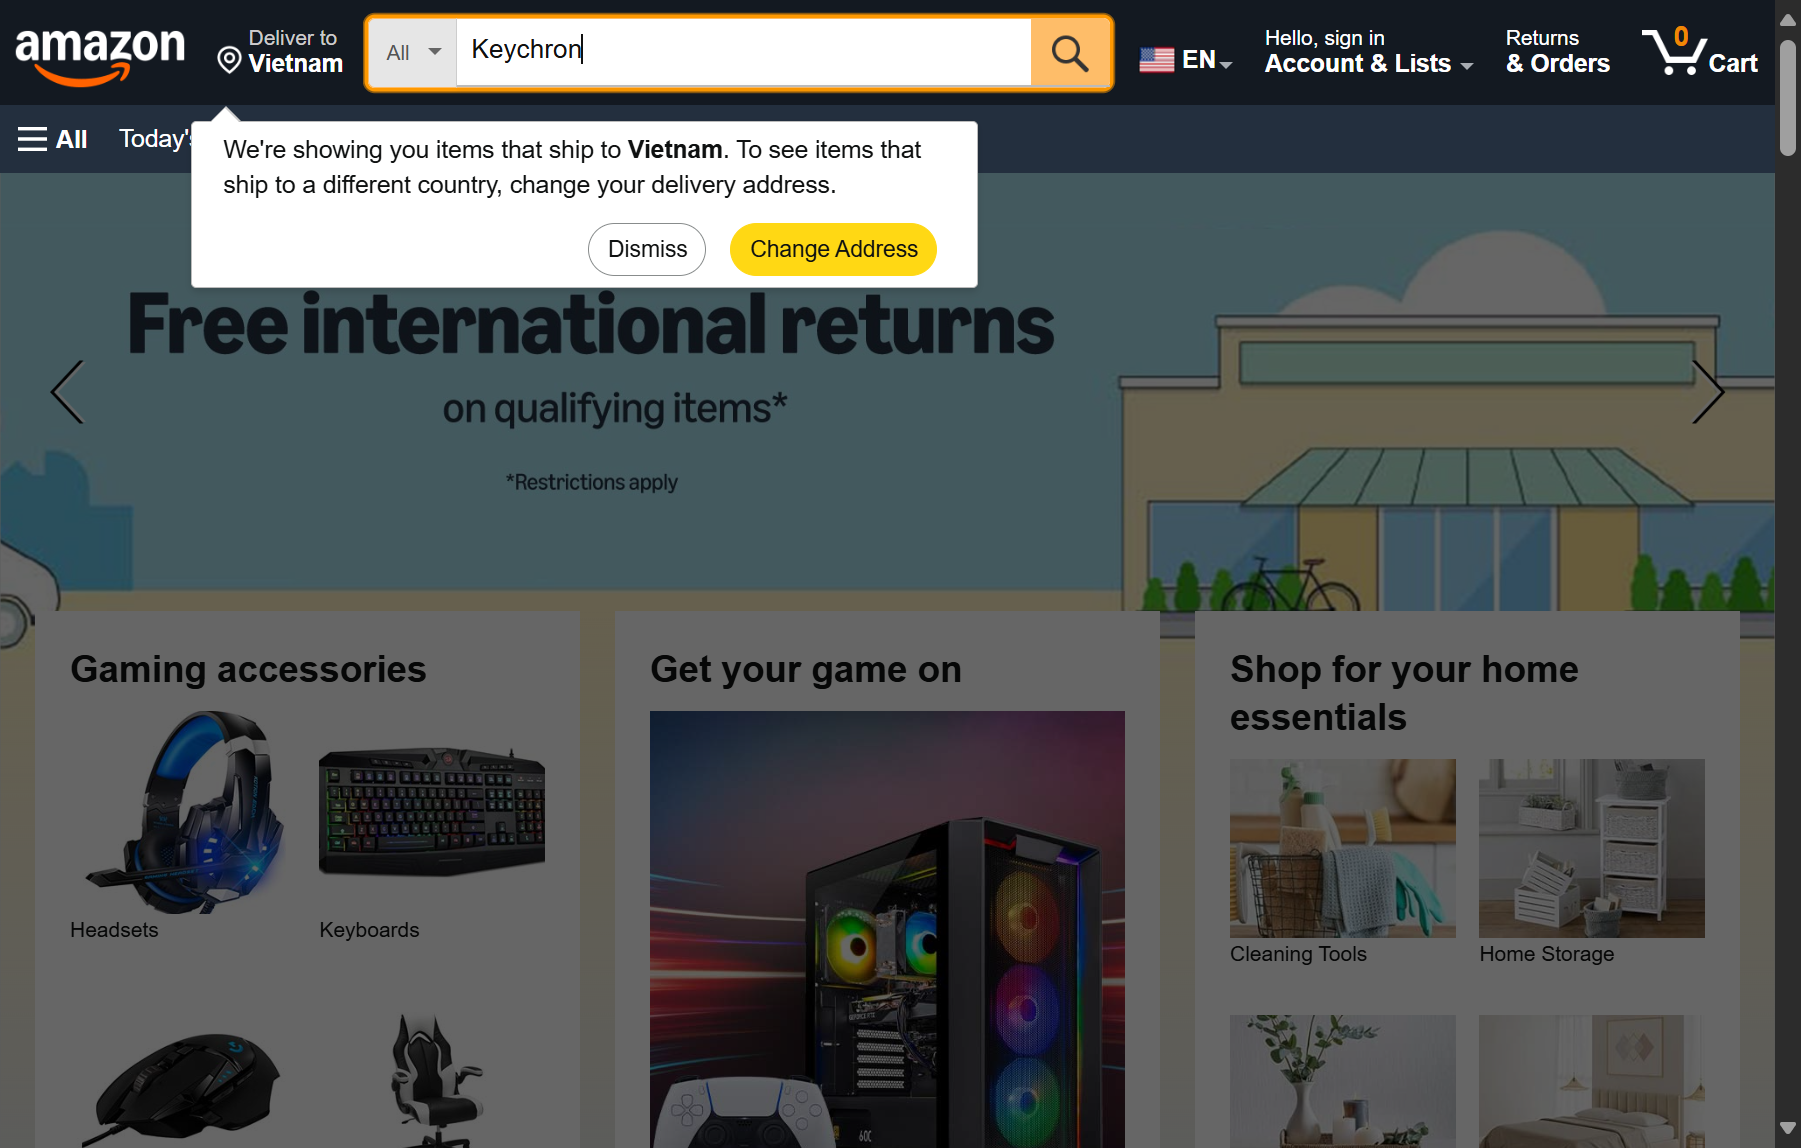 amazon
Deliver to
Vietnam
All
Keychron
EN
Hello, sign in
Account & Lists
Returns
& Orders
0
Cart
All
Today's
We're showing you items that ship to Vietnam. To see items that
ship to a different country, change your delivery address.
Dismiss
Change Address
Free international returns
on qualifying items*
*Restrictions apply
Gaming accessories
Headsets
Keyboards
Get your game on
Shop for your home
essentials
Cleaning Tools
Home Storage